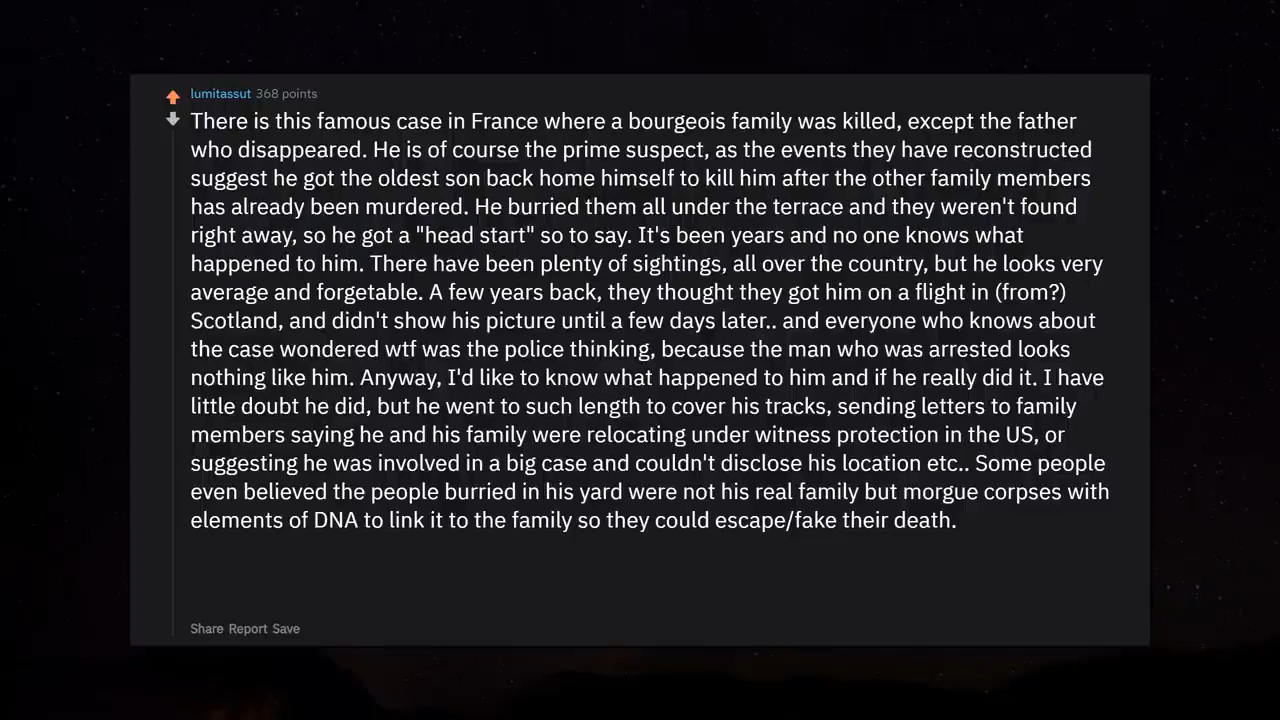 lumitassut 368 points
There is this famous case in France where a bourgeois family was killed, except the father
who disappeared. He is of course the prime suspect, as the events they have reconstructed
suggest he got the oldest son back home himself to kill him after the other family members
has already been murdered. He burried them all under the terrace and they weren't found
right away, so he got a "head start" so to say. It's been years and no one knows what
happened to him. There have been plenty of sightings, all over the country, but he looks very
average and forgetable. A few years back, they thought they got him on a flight in (from?)
Scotland, and didn't show his picture until a few days later.. and everyone who knows about
the case wondered wtf was the police thinking, because the man who was arrested looks
nothing like him. Anyway, I'd like to know what happened to him and if he really did it. I have
little doubt he did, but he went to such length to cover his tracks, sending letters to family
members saying he and his family were relocating under witness protection in the US, or
suggesting he was involved in a big case and couldn't disclose his location etc.. Some people
even believed the people burried in his yard were not his real family but morgue corpses with
elements of DNA to link it to the family so they could escape/fake their death.
Share Report Save